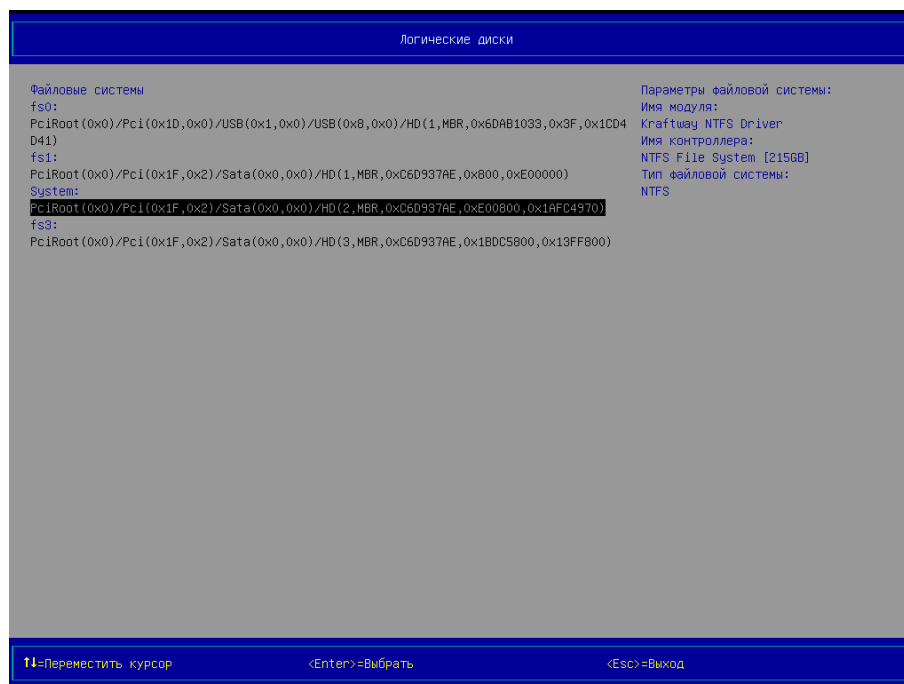 Логические диски
Файловые системы
fs0:
PciRoot(0x0)/Pci(0x1D,0x0)/USB(0x1,0x0)/USB(0x8,0x0)/HD(1,MBR,0x6DAB1033,0x3F,0x1CD4
D41)
fs1:
PciRoot(0x0)/Pci(0x1F,0x2)/Sata(0x0,0x0)/HD(1,MBR,0xC6D937AE,0x800,0xE00000)
System:
PciRoot(0x0)/Pci(0x1F,0x2)/Sata(0x0,0x0)/HD(2,MBR,0xC6D937AE,0xE00800,0x1AFC4970)
fs3:
PciRoot(0x0)/Pci(0x1F,0x2)/Sata(0x0,0x0)/HD(3,MBR,0xC6D937AE,0x1BDC5800,0x13FF800)
Параметры файловой системы:
Имя модуля:
Kraftway NTFS Driver
Имя контроллера:
NTFS File System [215GB]
Тип файловой системы:
NTFS
↑↓=Переместить курсор <Enter>=Выбрать <Esc>=Выход